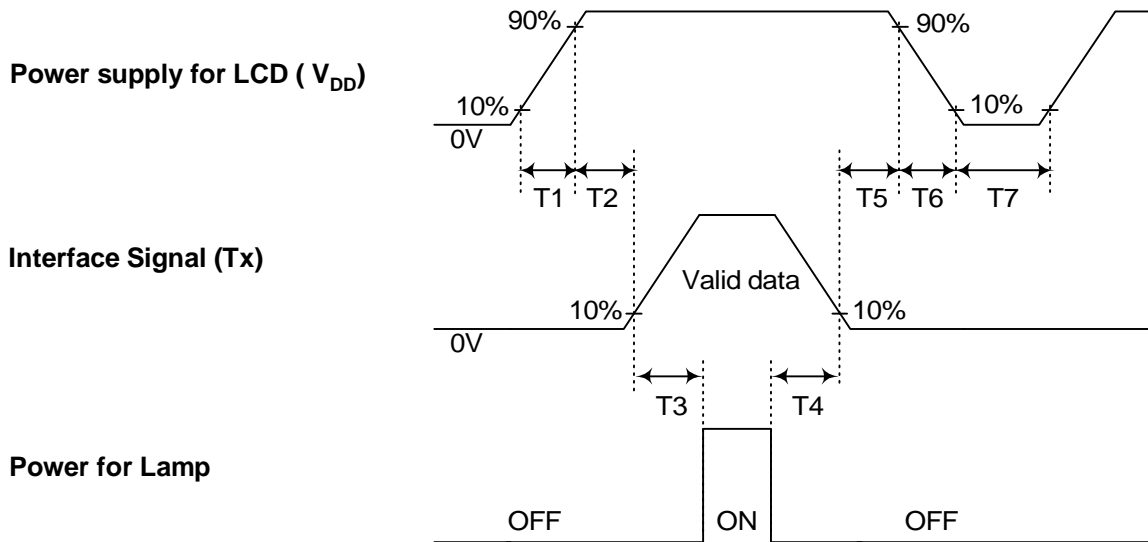 90% 90%
Power supply for LCD ( VDD)
10% 10%
0V
T1 T2 T5 T6 T7
Interface Signal (Tx)
Valid data
10% 10%
0V
T3 T4
Power for Lamp
OFF ON OFF